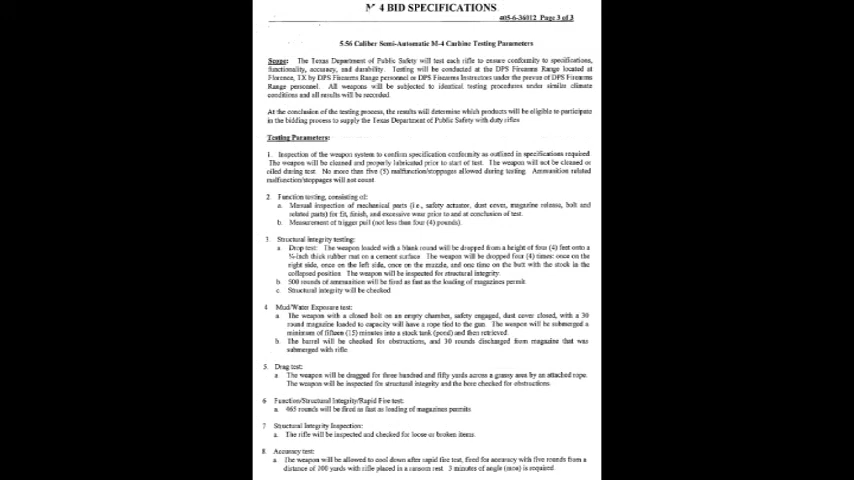 M 4 BID SPECIFICATIONS
405-6-36012 Page 3 of 3
5.56 Caliber Semi-Automatic M-4 Carbine Testing Parameters
Scope: The Texas Department of Public Safety will test each rifle to ensure conformity to specifications,
functionality, accuracy, and durability. Testing will be conducted at the DPS Firearms Range located at
Florence, TX by DPS Firearms Range personnel or DPS Firearms Instructors under the purvue of DPS Firearms
Range personnel. All weapons will be subjected to identical testing procedures under similar climate
conditions and all results will be recorded.
At the conclusion of the testing process, the results will determine which products will be eligible to participate
in the bidding process to supply the Texas Department of Public Safety with duty rifles
Testing Parameters:
1. Inspection of the weapon system to confirm specification conformity as outlined in specifications required.
The weapon will be cleaned and properly lubricated prior to start of test. The weapon will not be cleaned or
oiled during test. No more than five (5) malfunction/stoppages allowed during testing. Ammunition related
malfunction/stoppages will not count
2. Function testing, consisting of:
a. Manual inspection of mechanical parts (i.e., safety actuator, dust cover, magazine release, bolt and
related parts) for fit, finish, and excessive wear prior to and at conclusion of test.
b. Measurement of trigger pull (not less than four (4) pounds).
3. Structural integrity testing:
a Drop test: The weapon loaded with a blank round will be dropped from a height of four (4) feet onto a
¼-inch thick rubber mat on a cement surface The weapon will be dropped four (4) times: once on the
right side, once on the left side, once on the muzzle, and one time on the butt with the stock in the
collapsed position The weapon will be inspected for structural integrity.
b. 500 rounds of ammunition will be fired as fast as the loading of magazines permit
c. Structural integrity will be checked
4 Mud/Water Exposure test:
a The weapon with a closed bolt on an empty chamber, safety engaged, dust cover closed, with a 30
round magazine loaded to capacity will have a rope tied to the gun. The weapon will be submerged a
minimum of fifteen (15) minutes into a stock tank (pond) and then retrieved.
b. The barrel will be checked for obstructions, and 30 rounds discharged from magazine that was
submerged with rifle
5. Drag test:
a The weapon will be dragged for three hundred and fifty yards across a grassy area by an attached rope.
The weapon will be inspected for structural integrity and the bore checked for obstructions.
6 Function/Structural Integrity/Rapid Fire test:
a. 465 rounds will be fired as fast as loading of magazines permits
7 Structural Integrity Inspection:
a. The rifle will be inspected and checked for loose or broken items.
8. Accuracy test:
a The weapon will be allowed to cool down after rapid fire test, fired for accuracy with five rounds from a
distance of 100 yards with rifle placed in a ransom rest 3 minutes of angle (moa) is required.